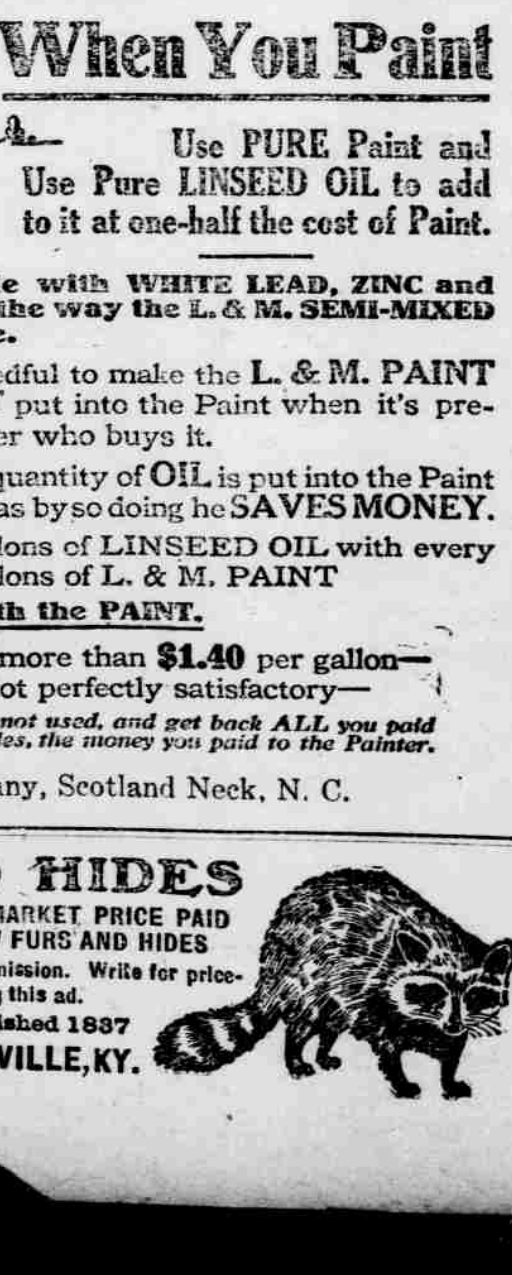 When You Paint
Use PURE Paint and
Use Pure LINSEED OIL to add
to it at one-half the cost of Paint.
e with WHITE LEAD, ZINC and
the way the L. & M. SEMI-MIXED
e.
dful to make the L. & M. PAINT
put into the Paint when it's pre-
er who buys it.
quantity of OIL is put into the Paint
as by so doing he SAVES MONEY.
lons of LINSEED OIL with every
lons of L. & M. PAINT
th the PAINT.
more than $1.40 per gallon—
ot perfectly satisfactory—
not used, and get back ALL you paid
les, the money you paid to the Painter.
any, Scotland Neck, N. C.
HIDES
MARKET PRICE PAID
FURS AND HIDES
mission. Write for price-
this ad.
ished 1837
VILLE, KY.